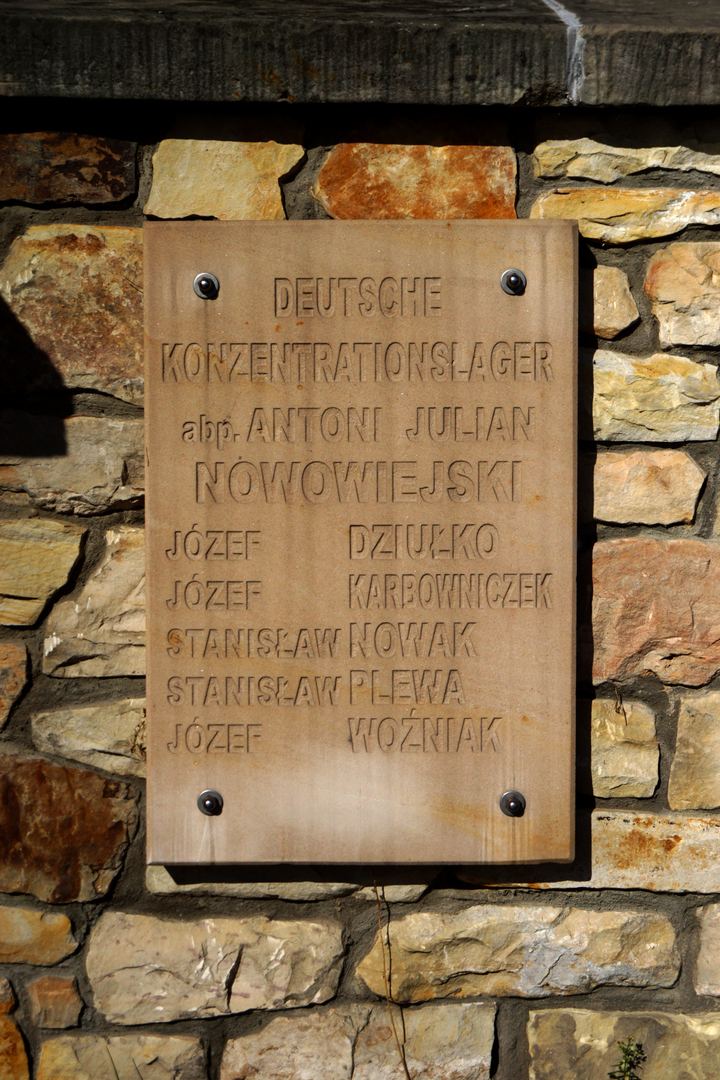 DEUTSCHE
KONZENTRATIONSLAGER
abp. ANTONI JULIAN
NOWOWIEJSKI
JÓZEF DZIUŁKO
JÓZEF KARBOWNICZEK
STANISŁAW NOWAK
STANISŁAW PLEWA
JÓZEF WOŹNIAK